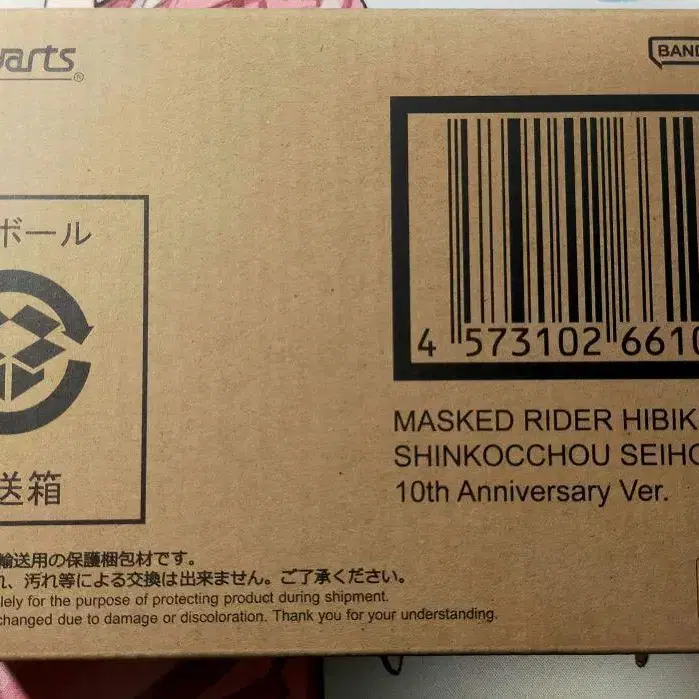 arts®
BAND
ボール
送箱
4 573102 6610
MASKED RIDER HIBIK
SHINKOCCHOU SEIHO
10th Anniversary Ver.
輸送用の保護梱包材です。
れ、汚れ等による交換は出来ません。ご了承ください。
lely for the purpose of protecting product during shipment.
changed due to damage or discoloration. Thank you for your understanding.